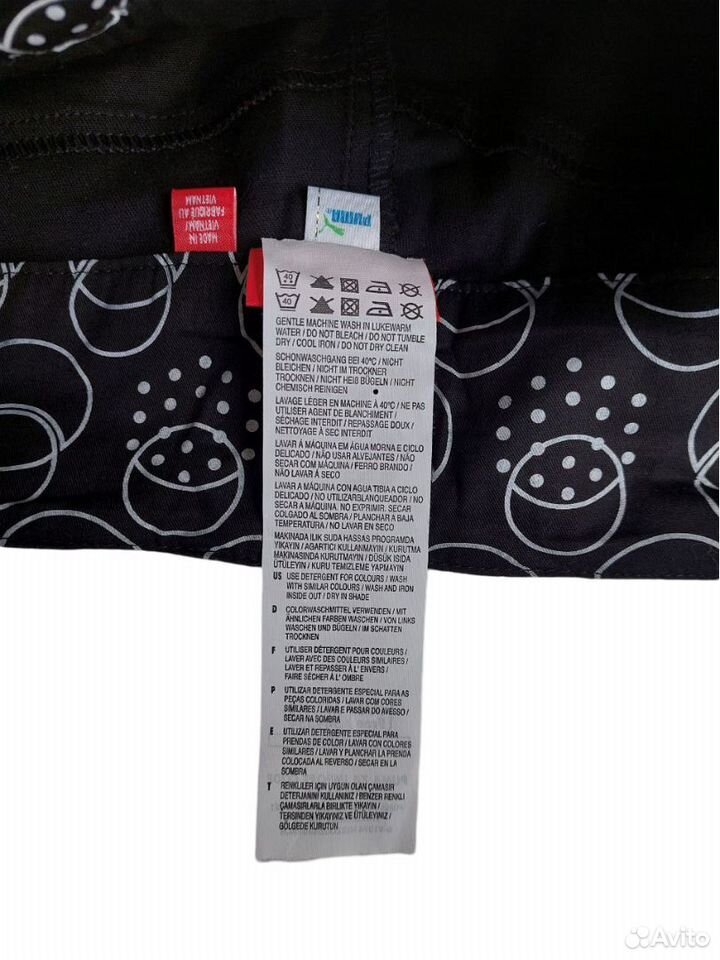 MADE IN
VIETNAM/
FABRIQUÉ AU
VIETNAM
PUMA
40
40
GENTLE MACHINE WASH IN LUKEWARM
WATER / DO NOT BLEACH / DO NOT TUMBLE
DRY / COOL IRON / DO NOT DRY CLEAN
SCHONWASCHGANG BEI 40°C / NICHT
BLEICHEN / NICHT IM TROCKNER
TROCKNEN / NICHT HEIß BÜGELN / NICHT
CHEMISCH REINIGEN
LAVAGE LÉGER EN MACHINE À 40°C / NE PAS
UTILISER AGENT DE BLANCHIMENT /
SÉCHAGE INTERDIT / REPASSAGE DOUX /
NETTOYAGE À SEC INTERDIT
LAVAR À MÁQUINA EM ÁGUA MORNA E CICLO
DELICADO / NÃO USAR ALVEJANTES / NÃO
SECAR COM MÁQUINA / FERRO BRANDO /
NÃO LAVAR À SECO
LAVAR A MÁQUINA CON AGUA TIBIA A CICLO
DELICADO / NO UTILIZARBLANQUEADOR / NO
SECAR A MÁQUINA. NO EXPRIMIR. SECAR
COLGADO AL SOMBRA / PLANCHAR A BAJA
TEMPERATURA / NO LAVAR EN SECO
MAKINADA ILIK SUDA HASSAS PROGRAMDA
YIKAYIN / AGARTICI KULLANMAYIN / KURUTMA
MAKINASINDA KURUTMAYIN / DÜSÜK ISIDA
ÜTÜLEYIN / KURU TEMIZLEME YAPMAYIN
US USE DETERGENT FOR COLOURS / WASH
WITH SIMILAR COLOURS / WASH AND IRON
INSIDE OUT / DRY IN SHADE
D COLORWASCHMITTEL VERWENDEN / MIT
ÄHNLICHEN FARBEN WASCHEN / VON LINKS
WASCHEN UND BÜGELN / IM SCHATTEN
TROCKNEN
F UTILISER DÉTERGENT POUR COULEURS /
LAVER AVEC DES COULEURS SIMILAIRES /
LAVER ET REPASSER À L' ENVERS /
FAIRE SÉCHER À L' OMBRE
P UTILIZAR DETERGENTE ESPECIAL PARA AS
PEÇAS COLORIDAS / LAVAR COM CORES
SIMILARES / LAVAR E PASSAR DO AVESSO /
SECAR NA SOMBRA
E UTILIZAR DETERGENTE ESPECIAL PARA
PRENDAS DE COLOR / LAVAR CON COLORES
SIMILARES / LAVAR Y PLANCHAR LA PRENDA
COLOCADA AL REVERSO / SECAR EN LA
SOMBRA
T RENKLILER IÇIN UYGUN OLAN ÇAMASIR
DETERJANINI KULLANINIZ / BENZER RENKLI
ÇAMASIRLARLA BIRLIKTE YIKAYIN /
TERSINDEN YIKAYINIZ VE ÜTÜLEYINIZ /
GÖLGEDE KURUTUN
Avito